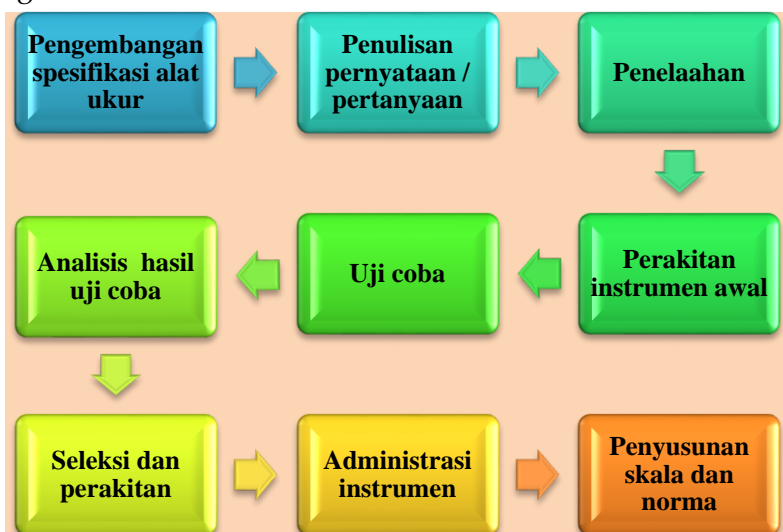 Pengembangan
spesifikasi alat
ukur
Penulisan
pernyataan /
pertanyaan
Penelaahan
Perakitan
instrumen awal
Uji coba
Analisis hasil
uji coba
Seleksi dan
perakitan
Administrasi
instrumen
Penyusunan
skala dan
norma